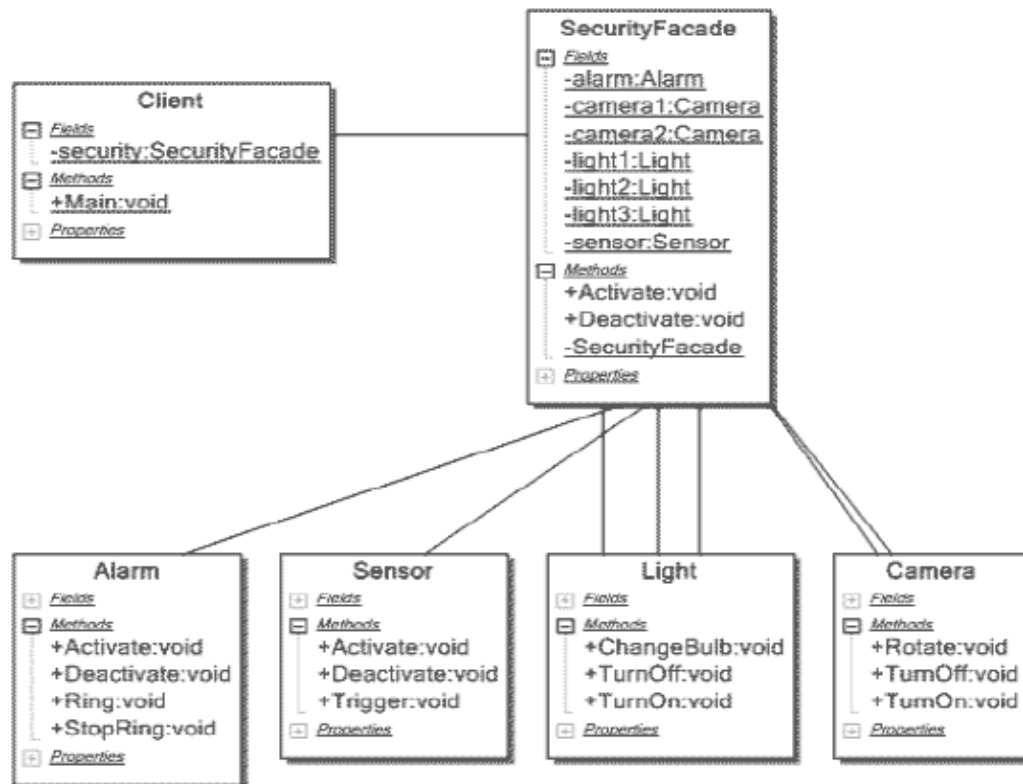 SecurityFacade
Fields
-alarm:Alarm
-camera1:Camera
-camera2:Camera
-light1:Light
-light2:Light
-light3:Light
-sensor:Sensor
Methods
+Activate:void
+Deactivate:void
-SecurityFacade
Properties
Client
Fields
-security:SecurityFacade
Methods
+Main:void
Properties
Alarm
Fields
Methods
+Activate:void
+Deactivate:void
+Ring:void
+StopRing:void
Properties
Sensor
Fields
Methods
+Activate:void
+Deactivate:void
+Trigger:void
Properties
Light
Fields
Methods
+ChangeBulb:void
+TurnOff:void
+TurnOn:void
Properties
Camera
Fields
Methods
+Rotate:void
+TurnOff:void
+TurnOn:void
Properties